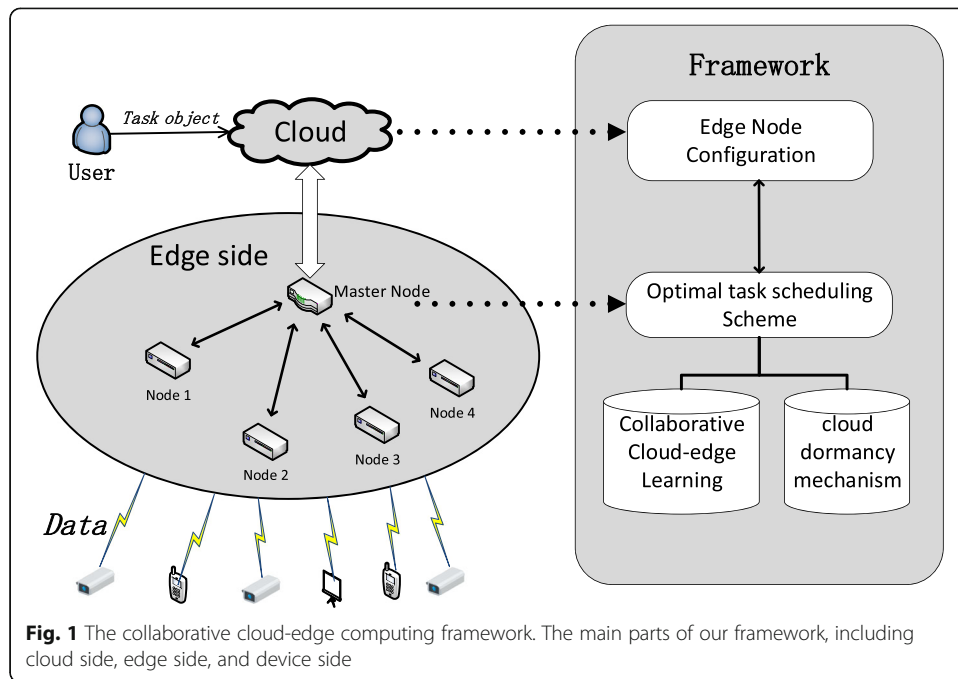 Framework
Task object
User
Cloud
Edge Node
Configuration
Edge side
Master Node
Optimal task scheduling
Scheme
Node 1
Node 2
Node 3
Node 4
Collaborative
Cloud-edge
Learning
cloud
dormancy
mechanism
Data
Fig. 1 The collaborative cloud-edge computing framework. The main parts of our framework, including
cloud side, edge side, and device side